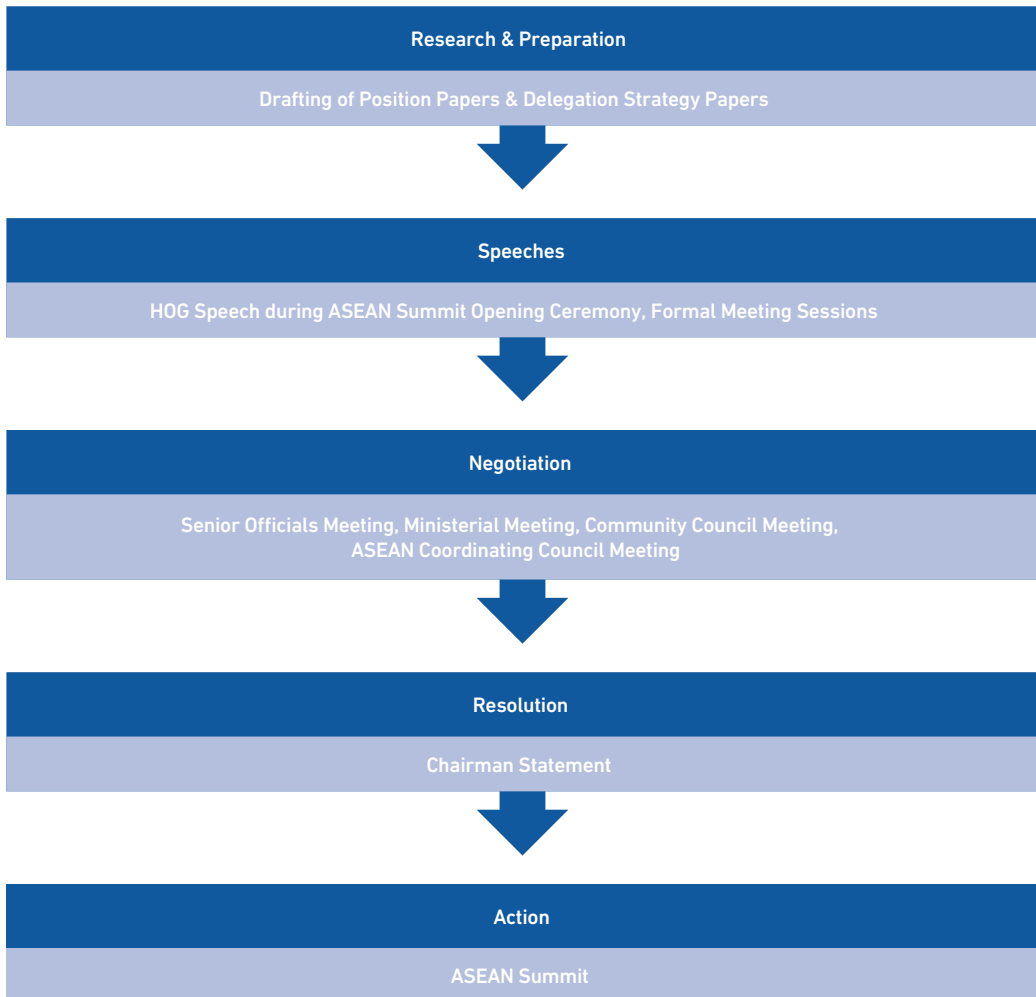 Research & Preparation
Drafting of Position Papers & Delegation Strategy Papers
Speeches
HOG Speech during ASEAN Summit Opening Ceremony, Formal Meeting Sessions
Negotiation
Senior Officials Meeting, Ministerial Meeting, Community Council Meeting,
ASEAN Coordinating Council Meeting
Resolution
Chairman Statement
Action
ASEAN Summit